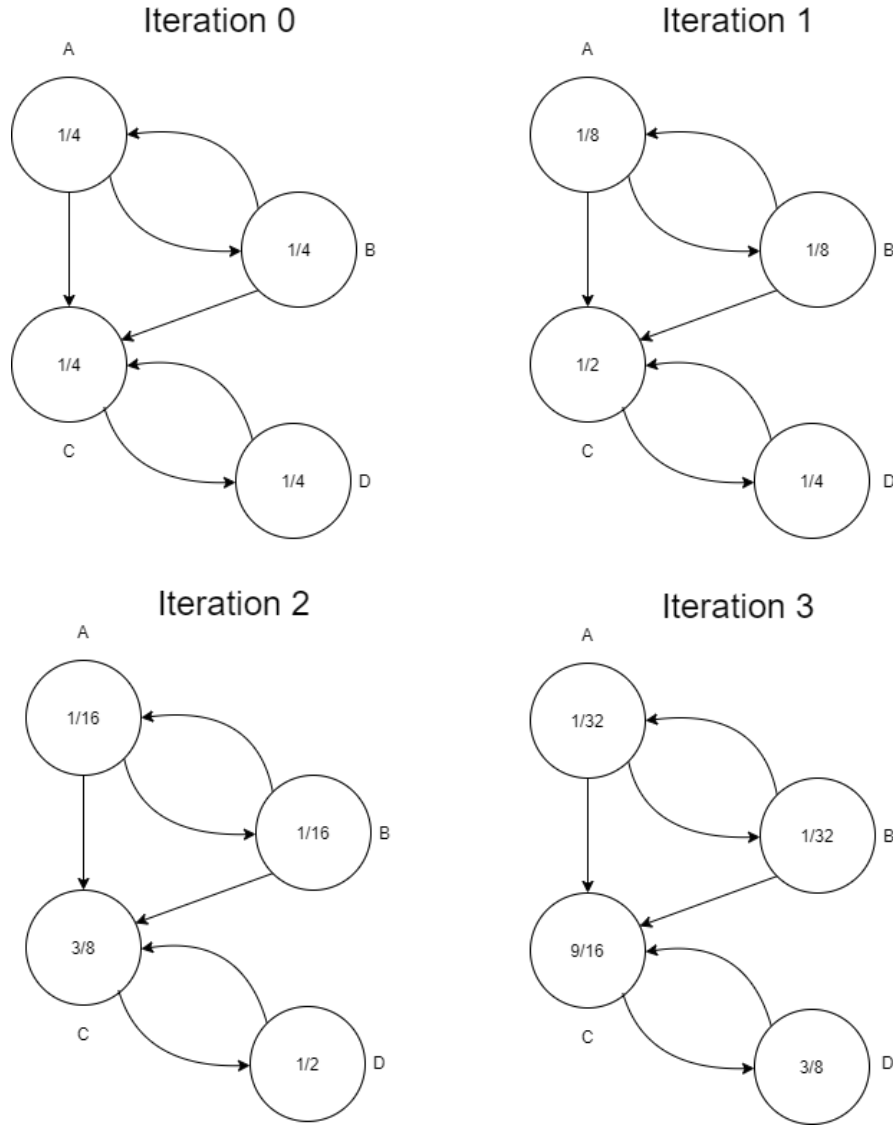 Iteration 0
A
1/4
1/4
B
1/4
C
1/4
D
Iteration 1
A
1/8
1/8
B
1/2
C
1/4
D
Iteration 2
A
1/16
1/16
B
3/8
C
1/2
D
Iteration 3
A
1/32
1/32
B
9/16
C
3/8
D